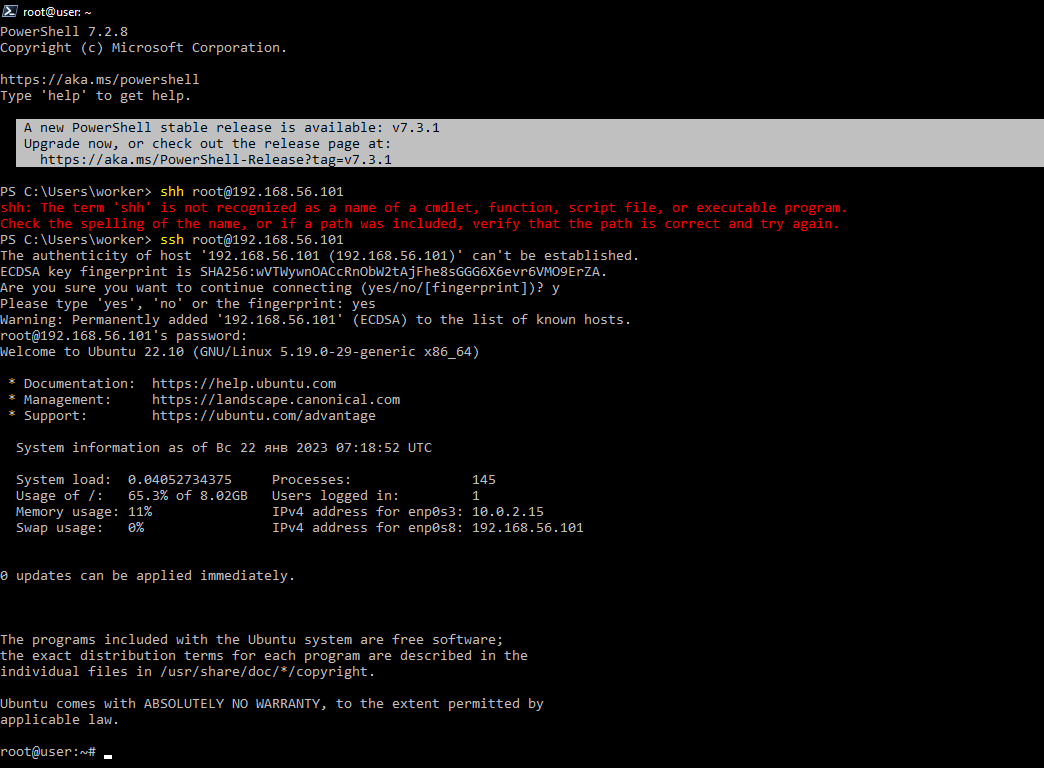 root@user: ~
PowerShell 7.2.8
Copyright (c) Microsoft Corporation.
https://aka.ms/powershell
Type 'help' to get help.
A new PowerShell stable release is available: v7.3.1
Upgrade now, or check out the release page at:
https://aka.ms/PowerShell-Release?tag=v7.3.1
PS C:\Users\worker> shh root@192.168.56.101
shh: The term 'shh' is not recognized as a name of a cmdlet, function, script file, or executable program.
Check the spelling of the name, or if a path was included, verify that the path is correct and try again.
PS C:\Users\worker> ssh root@192.168.56.101
The authenticity of host '192.168.56.101 (192.168.56.101)' can't be established.
ECDSA key fingerprint is SHA256:wVTWywnOACcRnObW2tAjFhe8sGGG6X6evr6VMO9ErZA.
Are you sure you want to continue connecting (yes/no/[fingerprint])? y
Please type 'yes', 'no' or the fingerprint: yes
Warning: Permanently added '192.168.56.101' (ECDSA) to the list of known hosts.
root@192.168.56.101's password:
Welcome to Ubuntu 22.10 (GNU/Linux 5.19.0-29-generic x86_64)
* Documentation:  https://help.ubuntu.com
* Management:     https://landscape.canonical.com
* Support:        https://ubuntu.com/advantage
System information as of Вс 22 янв 2023 07:18:52 UTC
System load:  0.04052734375     Processes:               145
Usage of /:   65.3% of 8.02GB   Users logged in:         1
Memory usage: 11%               IPv4 address for enp0s3: 10.0.2.15
Swap usage:   0%                IPv4 address for enp0s8: 192.168.56.101
0 updates can be applied immediately.
The programs included with the Ubuntu system are free software;
the exact distribution terms for each program are described in the
individual files in /usr/share/doc/*/copyright.
Ubuntu comes with ABSOLUTELY NO WARRANTY, to the extent permitted by
applicable law.
root@user:~#